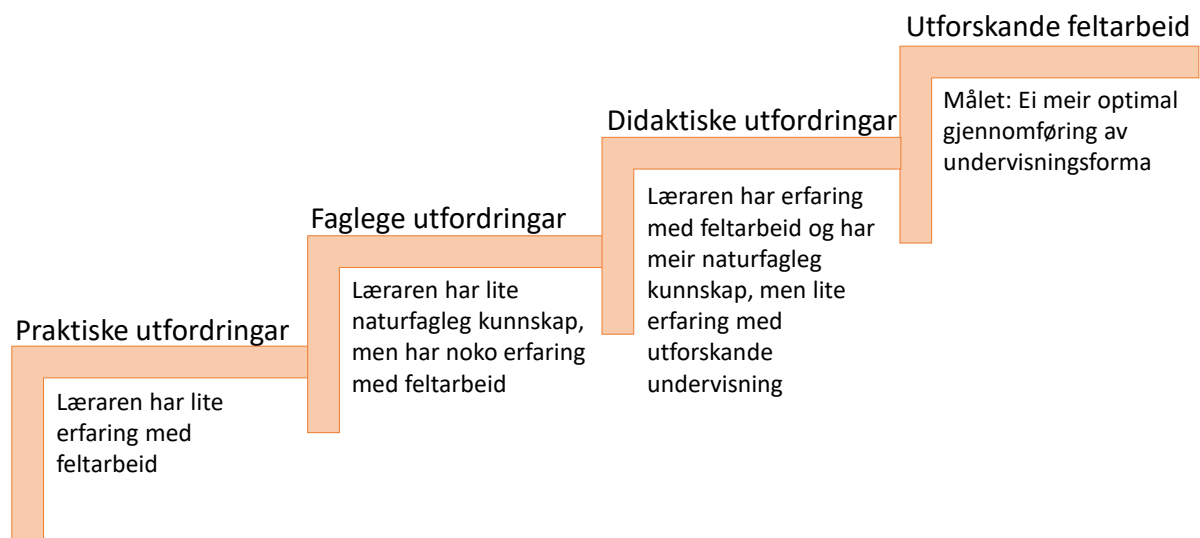 Praktiske utfordringar
Læraren har lite
erfaring med
feltarbeid
Faglege utfordringar
Læraren har lite
naturfagleg kunnskap,
men har noko erfaring
med feltarbeid
Didaktiske utfordringar
Læraren har erfaring
med feltarbeid og har
meir naturfagleg
kunnskap, men lite
erfaring med
utforskande
undervisning
Utforskande feltarbeid
Målet: Ei meir optimal
gjennomføring av
undervisningsforma